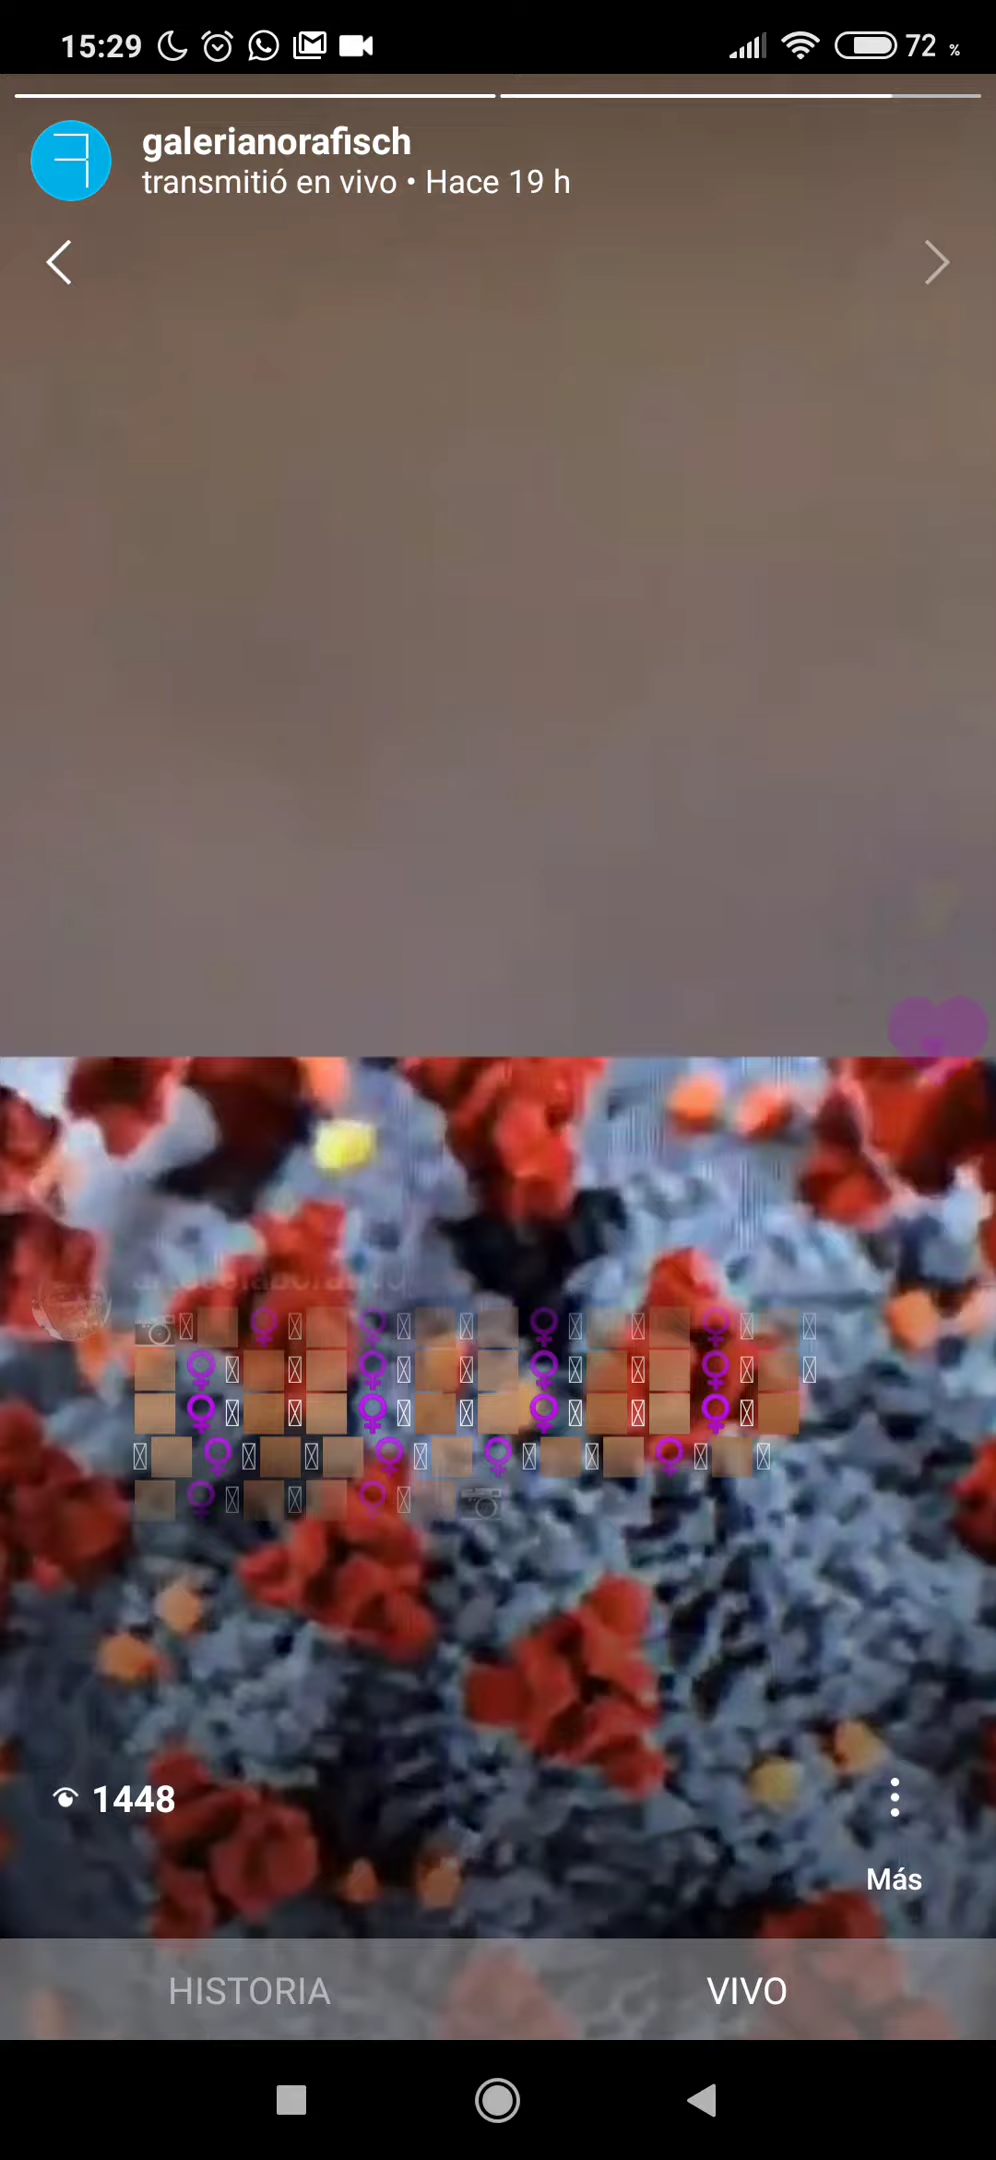 15:29
72 %
galerianorafisch
transmitió en vivo • Hace 19 h
1448
Más
HISTORIA
VIVO